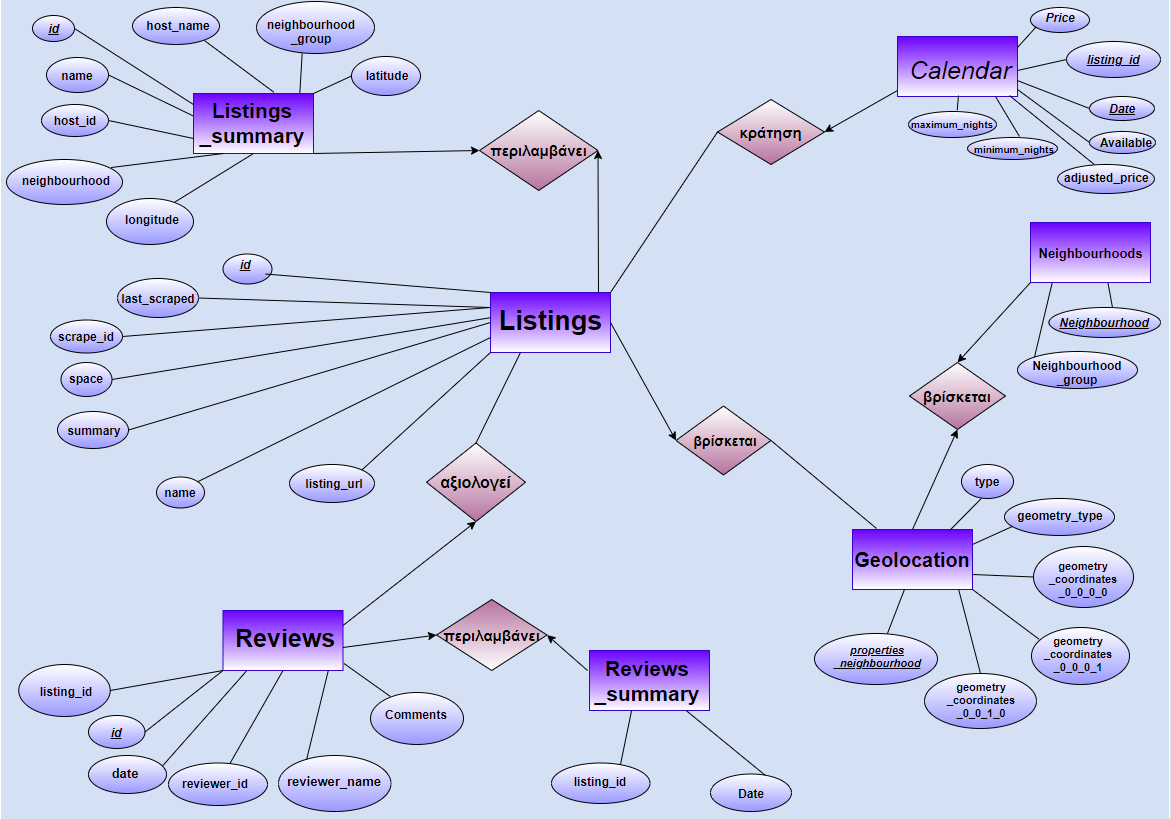 id
host_name
neighbourhood
_group
name
latitude
host_id
Listings
_summary
neighbourhood
longitude
περιλαμβάνει
κράτηση
Calendar
Price
listing_id
Date
Available
adjusted_price
maximum_nights
minimum_nights
Neighbourhoods
Neighbourhood
Neighbourhood
_group
βρίσκεται
id
last_scraped
scrape_id
space
summary
name
listing_url
Listings
αξιολογεί
βρίσκεται
type
geometry_type
Geolocation
geometry
_coordinates
_0_0_0_0
geometry
_coordinates
_0_0_0_1
geometry
_coordinates
_0_0_1_0
properties
_neighbourhood
Reviews
περιλαμβάνει
Reviews
_summary
listing_id
id
date
reviewer_id
reviewer_name
Comments
listing_id
Date